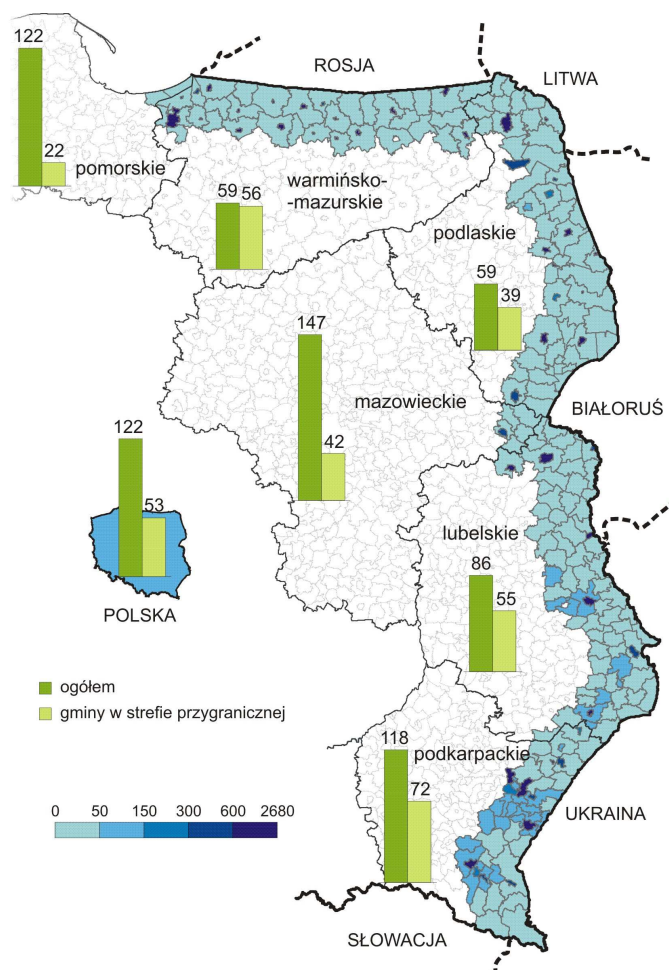 122
22
pomorskie
ROSJA
LITWA
59 56
warmińsko-
-mazurskie
podlaskie
59
39
147
42
mazowieckie
BIAŁORUŚ
122
53
POLSKA
lubelskie
86
55
ogółem
gminy w strefie przygranicznej
118
72
podkarpackie
0 50 150 300 600 2680
UKRAINA
SŁOWACJA